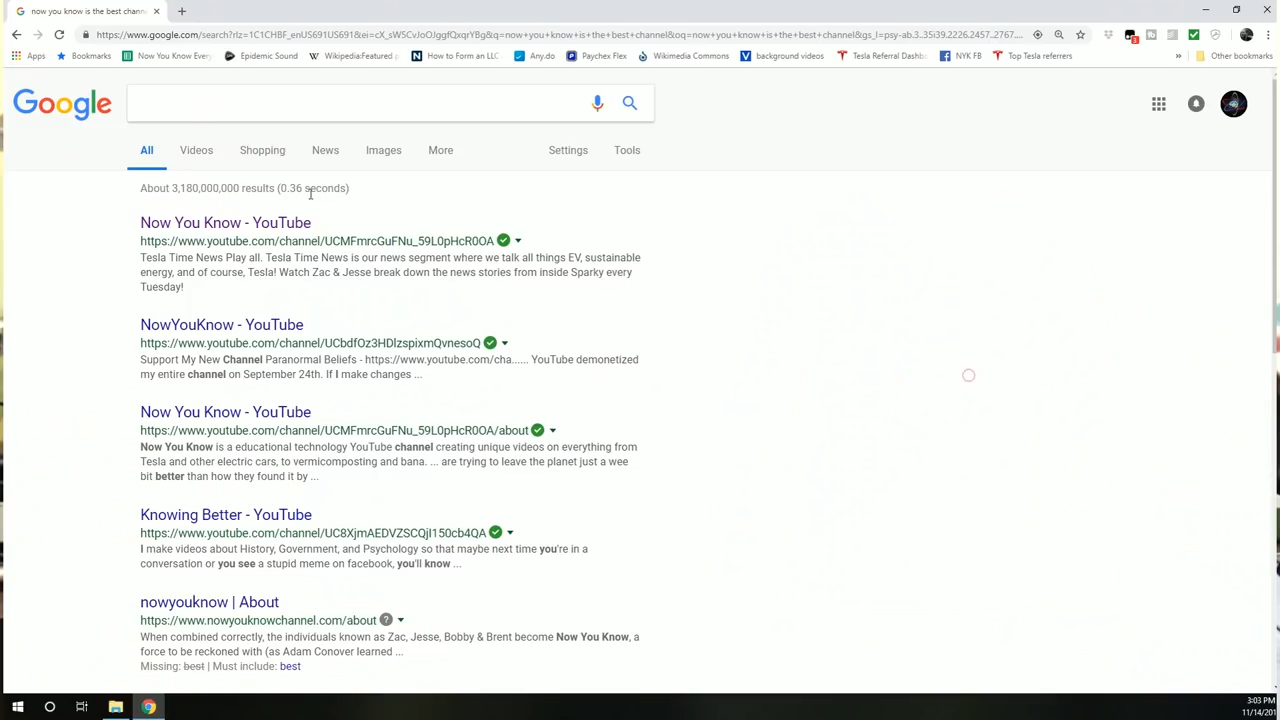 now you know is the best channel
https://www.google.com/search?rlz=1C1CHBF_enUS691US691&ei=cX_sW5CvJoOJggfQxqrYBg&q=now+you+know+is+the+best+channel&oq=now+you+know+is+the+best+channel&gs_l=psy-ab.3..35i39.2226.2457..2767....
Apps Bookmarks Now You Know Every Epidemic Sound Wikipedia:Featured p How to Form an LLC Any.do Paychex Flex Wikimedia Commons background videos Tesla Referral Dashb NYK FB Top Tesla referrers » Other bookmarks
Google
All Videos Shopping News Images More Settings Tools
About 3,180,000,000 results (0.36 seconds)
Now You Know - YouTube
https://www.youtube.com/channel/UCMFmrcGuFNu_59L0pHcR0OA
Tesla Time News Play all. Tesla Time News is our news segment where we talk all things EV, sustainable
energy, and of course, Tesla! Watch Zac & Jesse break down the news stories from inside Sparky every
Tuesday!
NowYouKnow - YouTube
https://www.youtube.com/channel/UCbdfOz3HDlzspixmQvnesoQ
Support My New Channel Paranormal Beliefs - https://www.youtube.com/cha...... YouTube demonetized
my entire channel on September 24th. If I make changes ...
Now You Know - YouTube
https://www.youtube.com/channel/UCMFmrcGuFNu_59L0pHcR0OA/about
Now You Know is a educational technology YouTube channel creating unique videos on everything from
Tesla and other electric cars, to vermicomposting and bana. ... are trying to leave the planet just a wee
bit better than how they found it by ...
Knowing Better - YouTube
https://www.youtube.com/channel/UC8XjmAEDVZSCQjI150cb4QA
I make videos about History, Government, and Psychology so that maybe next time you're in a
conversation or you see a stupid meme on facebook, you'll know ...
nowyouknow | About
https://www.nowyouknowchannel.com/about
When combined correctly, the individuals known as Zac, Jesse, Bobby & Brent become Now You Know, a
force to be reckoned with (as Adam Conover learned ...
Missing: best | Must include: best
3:03 PM
11/14/201